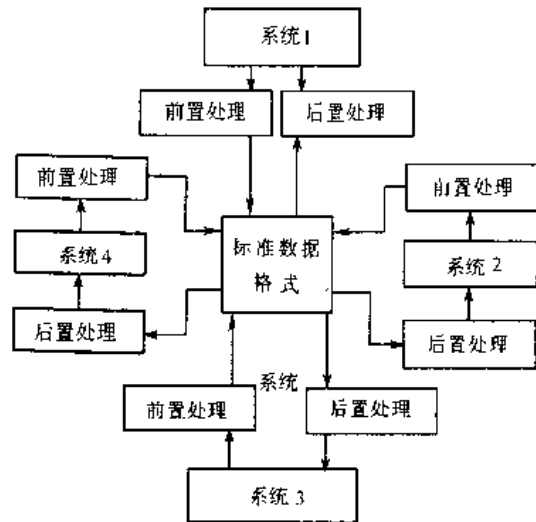 系统1
前置处理
后置处理
前置处理
前置处理
标准数据
格式
系统4
系统2
后置处理
后置处理
系统
前置处理
后置处理
系统3